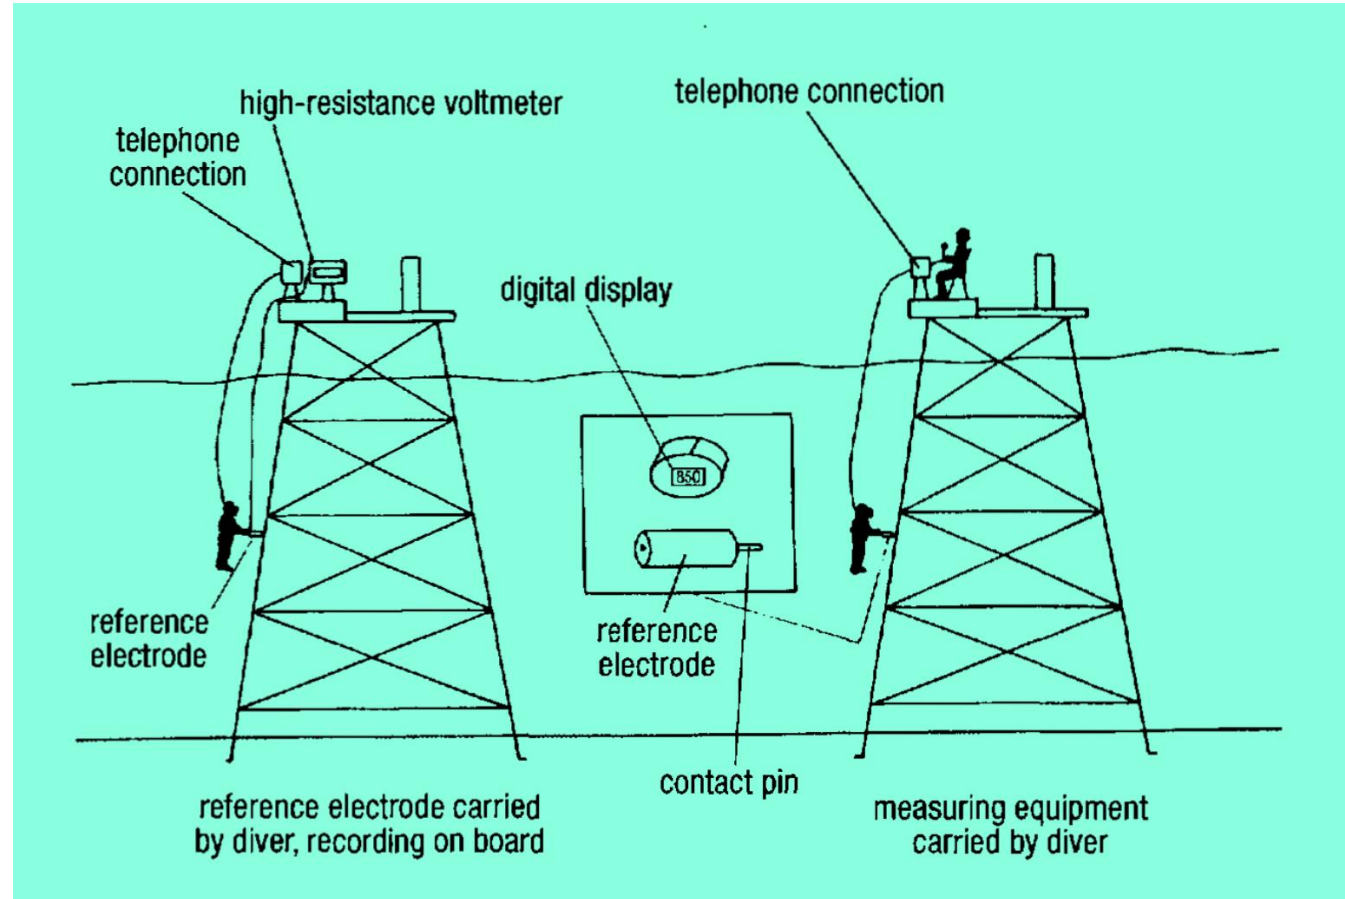 high-resistance voltmeter
telephone
connection
telephone connection
digital display
850
reference
electrode
reference
electrode
contact pin
reference electrode carried
by diver, recording on board
measuring equipment
carried by diver